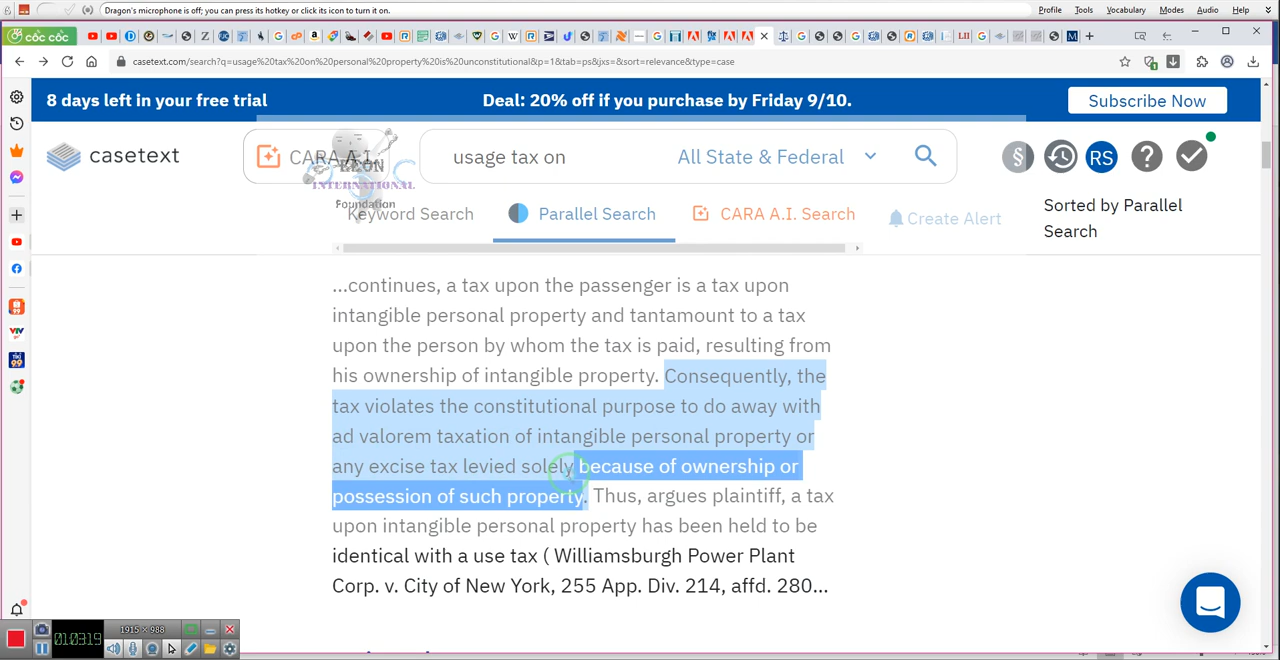 Dragon's microphone is off; you can press its hotkey or click its icon to turn it on.
Profile Tools Vocabulary Modes Audio Help
CỐC CỐC
casetext.com/search?q=usage%20tax%20on%20personal%20property%20is%20unconstitutional&p=1&tab=ps&jxs=&sort=relevance&type=case
8 days left in your free trial
Deal: 20% off if you purchase by Friday 9/10.
Subscribe Now
casetext
CARA A.I.
usage tax on
All State & Federal
§
RS
?
LEON
INTERNATIONAL
Foundation
Keyword Search
Parallel Search
CARA A.I. Search
Create Alert
Sorted by Parallel
Search
...continues, a tax upon the passenger is a tax upon
intangible personal property and tantamount to a tax
upon the person by whom the tax is paid, resulting from
his ownership of intangible property. Consequently, the
tax violates the constitutional purpose to do away with
ad valorem taxation of intangible personal property or
any excise tax levied solely because of ownership or
possession of such property. Thus, argues plaintiff, a tax
upon intangible personal property has been held to be
identical with a use tax ( Williamsburgh Power Plant
Corp. v. City of New York, 255 App. Div. 214, affd. 280...
1915 × 988
01:03:19